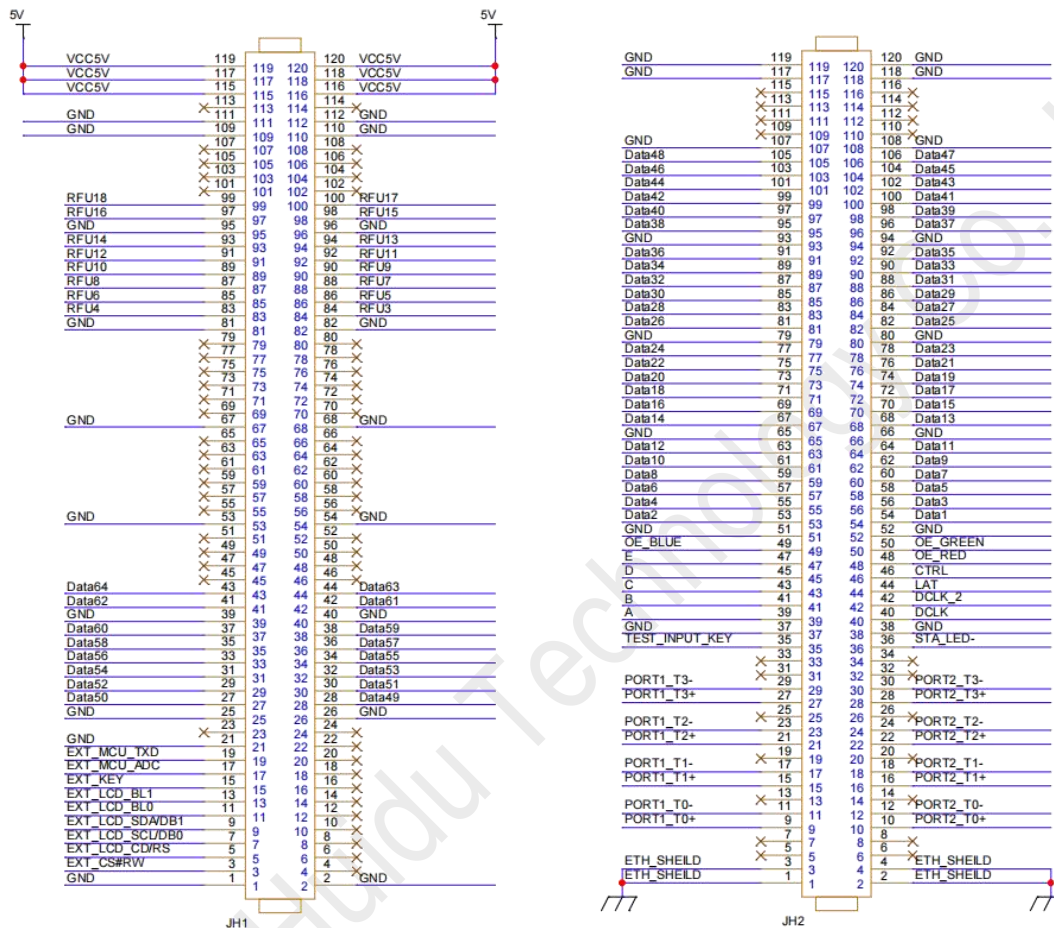 5V 5V
VCC5V 119 119 120 120 VCC5V
VCC5V 117 117 118 118 VCC5V
VCC5V 115 115 116 116 VCC5V
113 113 114 114
GND 111 111 112 112 GND
GND 109 109 110 110 GND
107 107 108 108
105 105 106 106
103 103 104 104
101 101 102 102
RFU18 99 99 100 100 RFU17
RFU16 97 97 98 98 RFU15
GND 95 95 96 96 GND
RFU14 93 93 94 94 RFU13
RFU12 91 91 92 92 RFU11
RFU10 89 89 90 90 RFU9
RFU8 87 87 88 88 RFU7
RFU6 85 85 86 86 RFU5
RFU4 83 83 84 84 RFU3
GND 81 81 82 82 GND
79 79 80 80
77 77 78 78
75 75 76 76
73 73 74 74
71 71 72 72
69 69 70 70
GND 67 67 68 68 GND
65 65 66 66
63 63 64 64
61 61 62 62
59 59 60 60
57 57 58 58
55 55 56 56
GND 53 53 54 54 GND
51 51 52 52
49 49 50 50
47 47 48 48
45 45 46 46
Data64 43 43 44 44 Data63
Data62 41 41 42 42 Data61
GND 39 39 40 40 GND
Data60 37 37 38 38 Data59
Data58 35 35 36 36 Data57
Data56 33 33 34 34 Data55
Data54 31 31 32 32 Data53
Data52 29 29 30 30 Data51
Data50 27 27 28 28 Data49
GND 25 25 26 26 GND
23 23 24 24
GND 21 21 22 22
EXT_MCU_TXD 19 19 20 20
EXT_MCU_ADC 17 17 18 18
EXT_KEY 15 15 16 16
EXT_LCD_BL1 13 13 14 14
EXT_LCD_BL0 11 11 12 12
EXT_LCD_SDA/DB1 9 9 10 10
EXT_LCD_SCL/DB0 7 7 8 8
EXT_LCD_CD/RS 5 5 6 6
EXT_CS#RW 3 3 4 4
GND 1 1 2 2 GND
JH1
GND 119 119 120 120 GND
GND 117 117 118 118 GND
115 115 116 116
113 113 114 114
111 111 112 112
109 109 110 110
GND 107 107 108 108 GND
Data48 105 105 106 106 Data47
Data46 103 103 104 104 Data45
Data44 101 101 102 102 Data43
Data42 99 99 100 100 Data41
Data40 97 97 98 98 Data39
Data38 95 95 96 96 Data37
GND 93 93 94 94 GND
Data36 91 91 92 92 Data35
Data34 89 89 90 90 Data33
Data32 87 87 88 88 Data31
Data30 85 85 86 86 Data29
Data28 83 83 84 84 Data27
Data26 81 81 82 82 Data25
GND 79 79 80 80 GND
Data24 77 77 78 78 Data23
Data22 75 75 76 76 Data21
Data20 73 73 74 74 Data19
Data18 71 71 72 72 Data17
Data16 69 69 70 70 Data15
Data14 67 67 68 68 Data13
GND 65 65 66 66 GND
Data12 63 63 64 64 Data11
Data10 61 61 62 62 Data9
Data8 59 59 60 60 Data7
Data6 57 57 58 58 Data5
Data4 55 55 56 56 Data3
Data2 53 53 54 54 Data1
GND 51 51 52 52 GND
OE_BLUE 49 49 50 50 OE_GREEN
E 47 47 48 48 OE_RED
D 45 45 46 46 CTRL
C 43 43 44 44 LAT
B 41 41 42 42 DCLK_2
A 39 39 40 40 DCLK
GND 37 37 38 38 GND
TEST_INPUT_KEY 35 35 36 36 STA_LED-
33 33 34 34
31 31 32 32
PORT1_T3- 29 29 30 30 PORT2_T3-
PORT1_T3+ 27 27 28 28 PORT2_T3+
25 25 26 26
PORT1_T2- 23 23 24 24 PORT2_T2-
PORT1_T2+ 21 21 22 22 PORT2_T2+
19 19 20 20
PORT1_T1- 17 17 18 18 PORT2_T1-
PORT1_T1+ 15 15 16 16 PORT2_T1+
13 13 14 14
PORT1_T0- 11 11 12 12 PORT2_T0-
PORT1_T0+ 9 9 10 10 PORT2_T0+
7 7 8 8
5 5 6 6
ETH_SHEILD 3 3 4 4 ETH_SHEILD
ETH_SHEILD 1 1 2 2 ETH_SHEILD
JH2
Huidu Technology Co.,